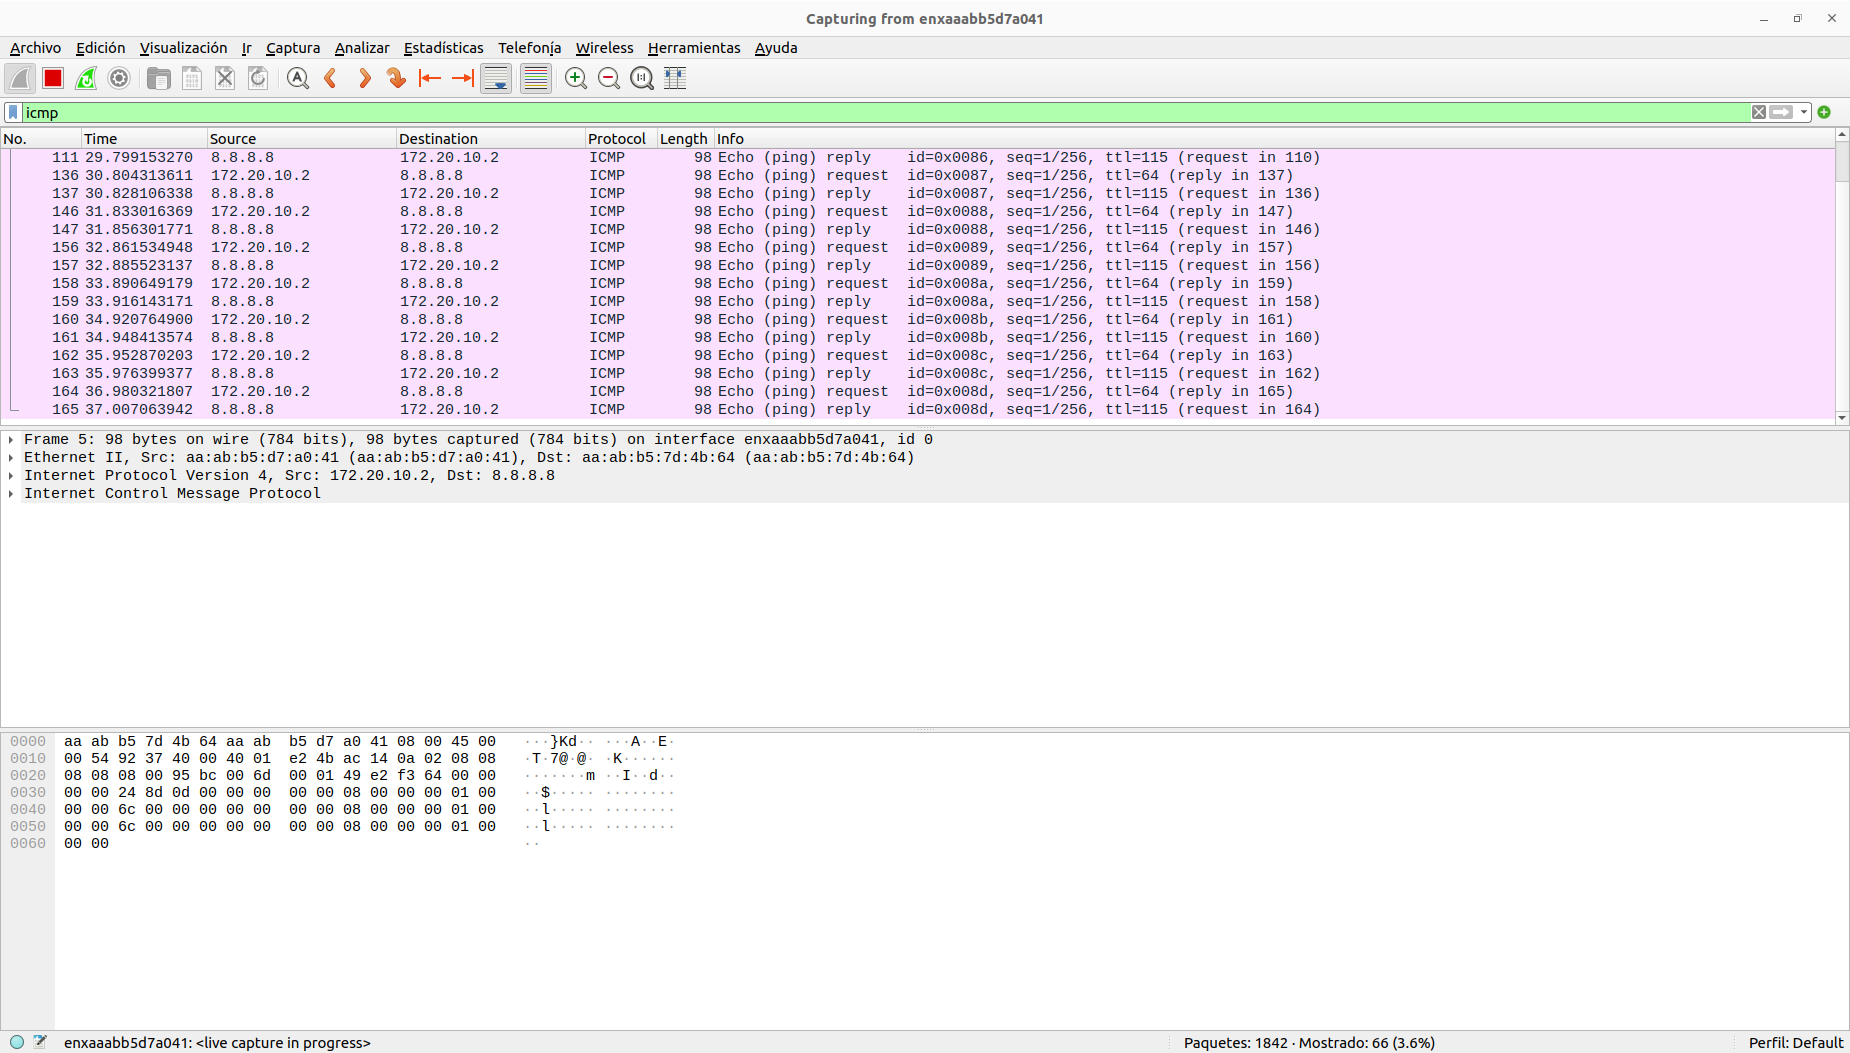 Capturing from enxaaabb5d7a041
Archivo Edición Visualización Ir Captura Analizar Estadísticas Telefonía Wireless Herramientas Ayuda
icmp
No. Time Source Destination Protocol Length Info
111 29.799153270 8.8.8.8 172.20.10.2 ICMP 98 Echo (ping) reply id=0x0086, seq=1/256, ttl=115 (request in 110)
136 30.804313611 172.20.10.2 8.8.8.8 ICMP 98 Echo (ping) request id=0x0087, seq=1/256, ttl=64 (reply in 137)
137 30.828106338 8.8.8.8 172.20.10.2 ICMP 98 Echo (ping) reply id=0x0087, seq=1/256, ttl=115 (request in 136)
146 31.833016369 172.20.10.2 8.8.8.8 ICMP 98 Echo (ping) request id=0x0088, seq=1/256, ttl=64 (reply in 147)
147 31.856301771 8.8.8.8 172.20.10.2 ICMP 98 Echo (ping) reply id=0x0088, seq=1/256, ttl=115 (request in 146)
156 32.861534948 172.20.10.2 8.8.8.8 ICMP 98 Echo (ping) request id=0x0089, seq=1/256, ttl=64 (reply in 157)
157 32.885523137 8.8.8.8 172.20.10.2 ICMP 98 Echo (ping) reply id=0x0089, seq=1/256, ttl=115 (request in 156)
158 33.890649179 172.20.10.2 8.8.8.8 ICMP 98 Echo (ping) request id=0x008a, seq=1/256, ttl=64 (reply in 159)
159 33.916143171 8.8.8.8 172.20.10.2 ICMP 98 Echo (ping) reply id=0x008a, seq=1/256, ttl=115 (request in 158)
160 34.920764900 172.20.10.2 8.8.8.8 ICMP 98 Echo (ping) request id=0x008b, seq=1/256, ttl=64 (reply in 161)
161 34.948413574 8.8.8.8 172.20.10.2 ICMP 98 Echo (ping) reply id=0x008b, seq=1/256, ttl=115 (request in 160)
162 35.952870203 172.20.10.2 8.8.8.8 ICMP 98 Echo (ping) request id=0x008c, seq=1/256, ttl=64 (reply in 163)
163 35.976399377 8.8.8.8 172.20.10.2 ICMP 98 Echo (ping) reply id=0x008c, seq=1/256, ttl=115 (request in 162)
164 36.980321807 172.20.10.2 8.8.8.8 ICMP 98 Echo (ping) request id=0x008d, seq=1/256, ttl=64 (reply in 165)
165 37.007063942 8.8.8.8 172.20.10.2 ICMP 98 Echo (ping) reply id=0x008d, seq=1/256, ttl=115 (request in 164)
Frame 5: 98 bytes on wire (784 bits), 98 bytes captured (784 bits) on interface enxaaabb5d7a041, id 0
Ethernet II, Src: aa:ab:b5:d7:a0:41 (aa:ab:b5:d7:a0:41), Dst: aa:ab:b5:7d:4b:64 (aa:ab:b5:7d:4b:64)
Internet Protocol Version 4, Src: 172.20.10.2, Dst: 8.8.8.8
Internet Control Message Protocol
0000 aa ab b5 7d 4b 64 aa ab b5 d7 a0 41 08 00 45 00 ···}Kd·· ···A··E·
0010 00 54 92 37 40 00 40 01 e2 4b ac 14 0a 02 08 08 ·T·7@·@· ·K······
0020 08 08 08 00 95 bc 00 6d 00 01 49 e2 f3 64 00 00 ·······m ··I··d··
0030 00 00 24 8d 0d 00 00 00 00 00 08 00 00 00 01 00 ··$····· ········
0040 00 00 6c 00 00 00 00 00 00 00 08 00 00 00 01 00 ··l····· ········
0050 00 00 6c 00 00 00 00 00 00 00 08 00 00 00 01 00 ··l····· ········
0060 00 00 ··
enxaaabb5d7a041: <live capture in progress> Paquetes: 1842 · Mostrado: 66 (3.6%) Perfil: Default